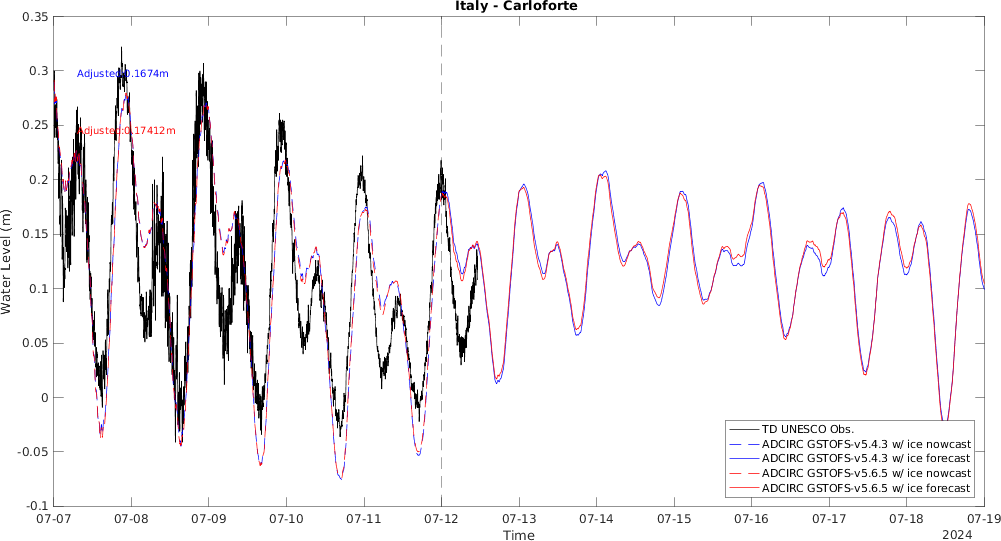 Italy - Carloforte
0.35
0.3
0.25
0.2
0.15
0.1
0.05
0
-0.05
-0.1
Water Level (m)
Adjusted:0.1674m
Adjusted:0.17412m
TD UNESCO Obs.
ADCIRC GSTOFS-v5.4.3 w/ ice nowcast
ADCIRC GSTOFS-v5.4.3 w/ ice forecast
ADCIRC GSTOFS-v5.6.5 w/ ice nowcast
ADCIRC GSTOFS-v5.6.5 w/ ice forecast
07-07 07-08 07-09 07-10 07-11 07-12 07-13 07-14 07-15 07-16 07-17 07-18 07-19
Time
2024